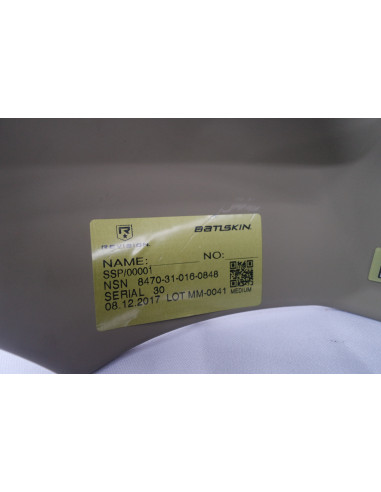 R
REVISION
BATLSKIN
NAME: NO:
SSP/00001
NSN 8470-31-016-0848
SERIAL 30
08.12.2017 LOT MM-0041
MEDIUM